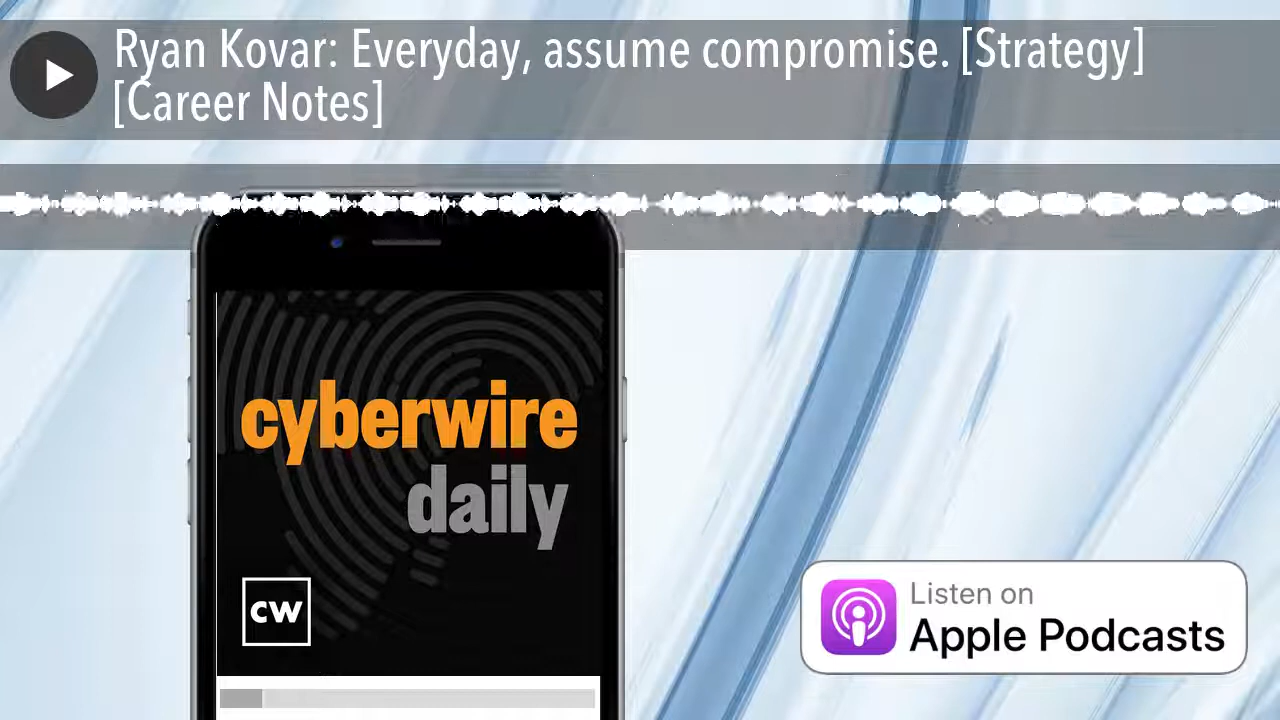 Ryan Kovar: Everyday, assume compromise. [Strategy]
[Career Notes]
cyberwire
daily
CW
Listen on
Apple Podcasts